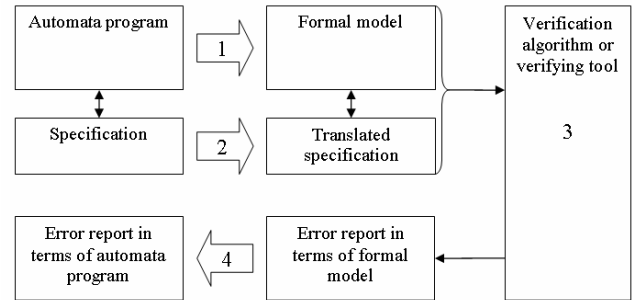 Automata program
1
Formal model
Verification
algorithm or
verifying tool
3
Specification
2
Translated
specification
Error report in
terms of automata
program
4
Error report in
terms of formal
model